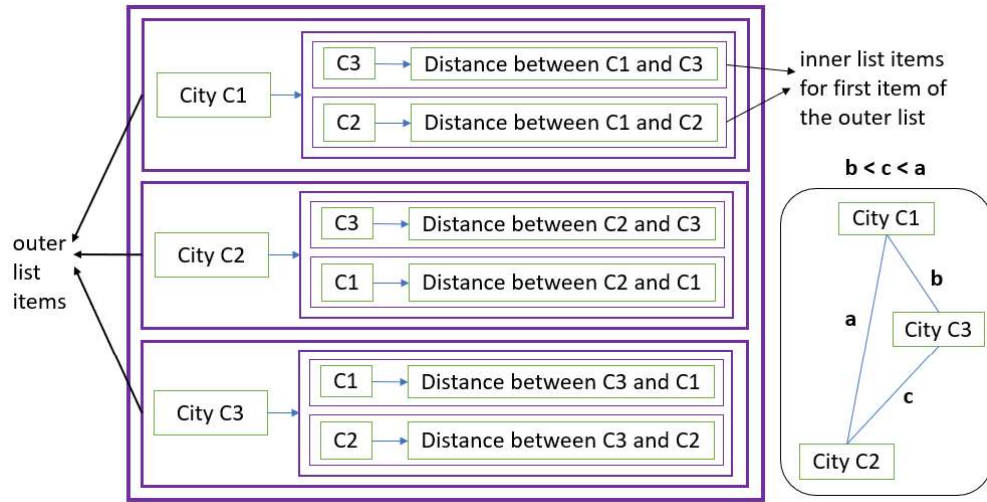 City C1
C3
Distance between C1 and C3
C2
Distance between C1 and C2
City C2
C3
Distance between C2 and C3
C1
Distance between C2 and C1
City C3
C1
Distance between C3 and C1
C2
Distance between C3 and C2
outer
list
items
inner list items
for first item of
the outer list
b < c < a
City C1
b
a
City C3
c
City C2